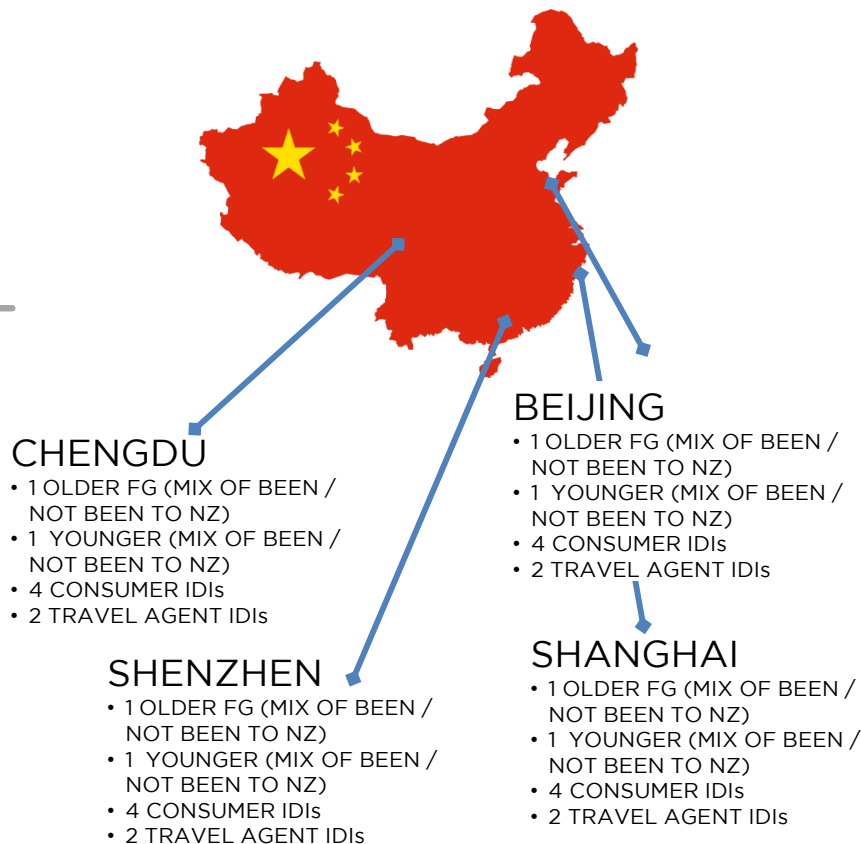 CHENGDU
• 1 OLDER FG (MIX OF BEEN /
NOT BEEN TO NZ)
• 1 YOUNGER (MIX OF BEEN /
NOT BEEN TO NZ)
• 4 CONSUMER IDIs
• 2 TRAVEL AGENT IDIs
SHENZHEN
• 1 OLDER FG (MIX OF BEEN /
NOT BEEN TO NZ)
• 1 YOUNGER (MIX OF BEEN /
NOT BEEN TO NZ)
• 4 CONSUMER IDIs
• 2 TRAVEL AGENT IDIs
BEIJING
• 1 OLDER FG (MIX OF BEEN /
NOT BEEN TO NZ)
• 1 YOUNGER (MIX OF BEEN /
NOT BEEN TO NZ)
• 4 CONSUMER IDIs
• 2 TRAVEL AGENT IDIs
SHANGHAI
• 1 OLDER FG (MIX OF BEEN /
NOT BEEN TO NZ)
• 1 YOUNGER (MIX OF BEEN /
NOT BEEN TO NZ)
• 4 CONSUMER IDIs
• 2 TRAVEL AGENT IDIs